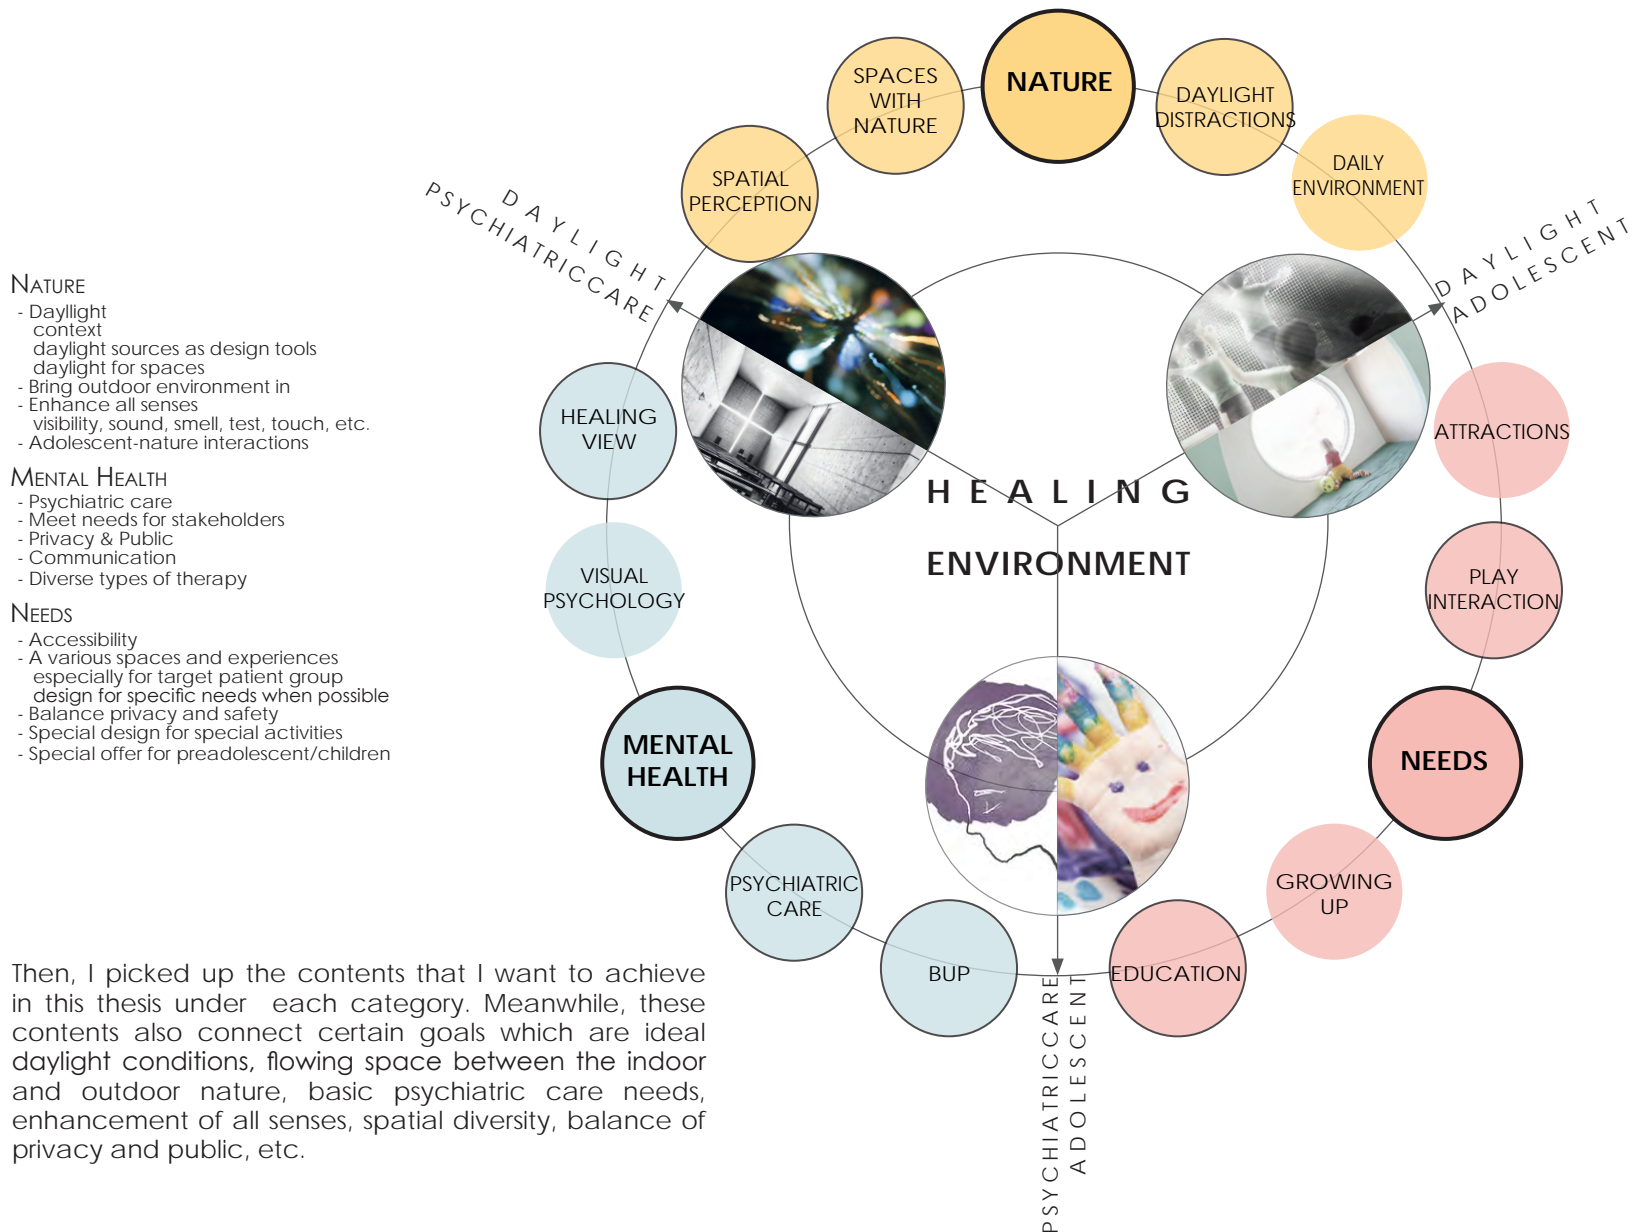 NATURE
SPACES
WITH
NATURE
DAYLIGHT
DISTRACTIONS
SPATIAL
PERCEPTION
DAILY
ENVIRONMENT
DAYLIGHT
PSYCHIATRICCARE
DAYLIGHT
ADOLESCENT
NATURE
- Dayllight
context
daylight sources as design tools
daylight for spaces
- Bring outdoor environment in
- Enhance all senses
visibility, sound, smell, test, touch, etc.
- Adolescent-nature interactions
MENTAL HEALTH
- Psychiatric care
- Meet needs for stakeholders
- Privacy & Public
- Communication
- Diverse types of therapy
NEEDS
- Accessibility
- A various spaces and experiences
especially for target patient group
design for specific needs when possible
- Balance privacy and safety
- Special design for special activities
- Special offer for preadolescent/children
HEALING
VIEW
VISUAL
PSYCHOLOGY
MENTAL
HEALTH
PSYCHIATRIC
CARE
BUP
HEALING
ENVIRONMENT
ATTRACTIONS
PLAY
INTERACTION
NEEDS
GROWING
UP
EDUCATION
PSYCHIATRICCARE
ADOLESCENT
Then, I picked up the contents that I want to achieve
in this thesis under each category. Meanwhile, these
contents also connect certain goals which are ideal
daylight conditions, flowing space between the indoor
and outdoor nature, basic psychiatric care needs,
enhancement of all senses, spatial diversity, balance of
privacy and public, etc.